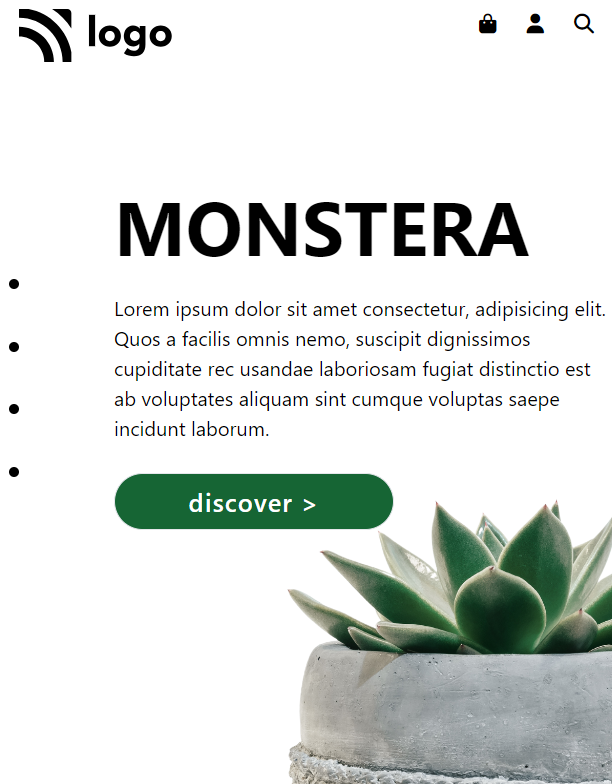 logo
MONSTERA
Lorem ipsum dolor sit amet consectetur, adipisicing elit.
Quos a facilis omnis nemo, suscipit dignissimos
cupiditate rec usandae laboriosam fugiat distinctio est
ab voluptates aliquam sint cumque voluptas saepe
incidunt laborum.
discover >